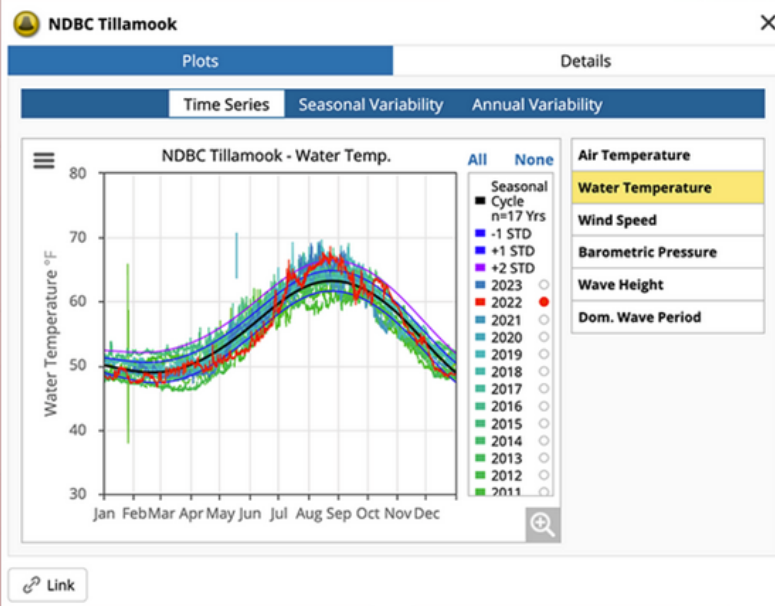 NDBC Tillamook
Plots
Details
Time Series
Seasonal Variability
Annual Variability
NDBC Tillamook - Water Temp.
All
None
80
70
60
50
40
30
Water Temperature °F
Jan Feb Mar Apr May Jun Jul Aug Sep Oct Nov Dec
Seasonal
Cycle
n=17 Yrs
-1 STD
+1 STD
+2 STD
2023
2022
2021
2020
2019
2018
2017
2016
2015
2014
2013
2012
2011
Air Temperature
Water Temperature
Wind Speed
Barometric Pressure
Wave Height
Dom. Wave Period
Link